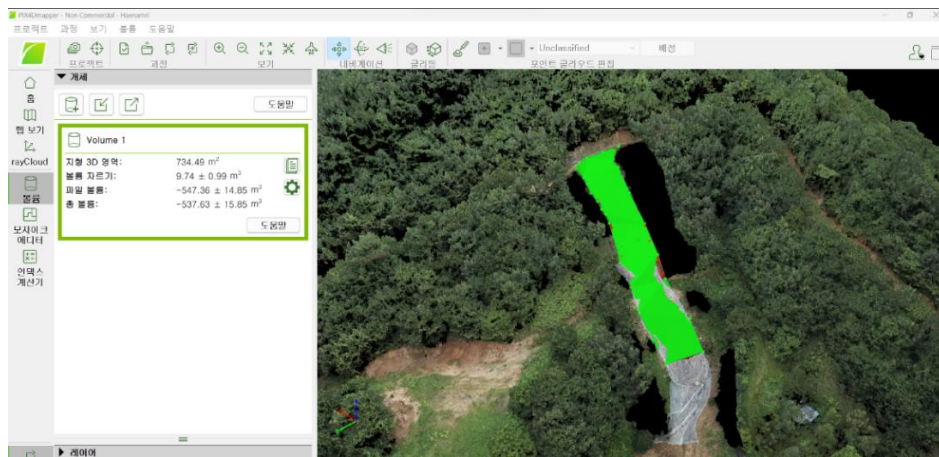 PIX4Dmapper - Non Commercial - Haenamri
프로젝트 과정 보기 볼륨 도움말
Unclassified 배정
프로젝트 과정 보기 내비게이션 클리핑 포인트 클라우드 편집
홈
맵 보기
rayCloud
볼륨
모자이크
에디터
인덱스
계산기
개체
도움말
Volume 1
지형 3D 영역: 734.49 m²
볼륨 자르기: 9.74 ± 0.99 m³
파일 볼륨: -547.36 ± 14.85 m³
총 볼륨: -537.63 ± 15.85 m³
도움말
레이어